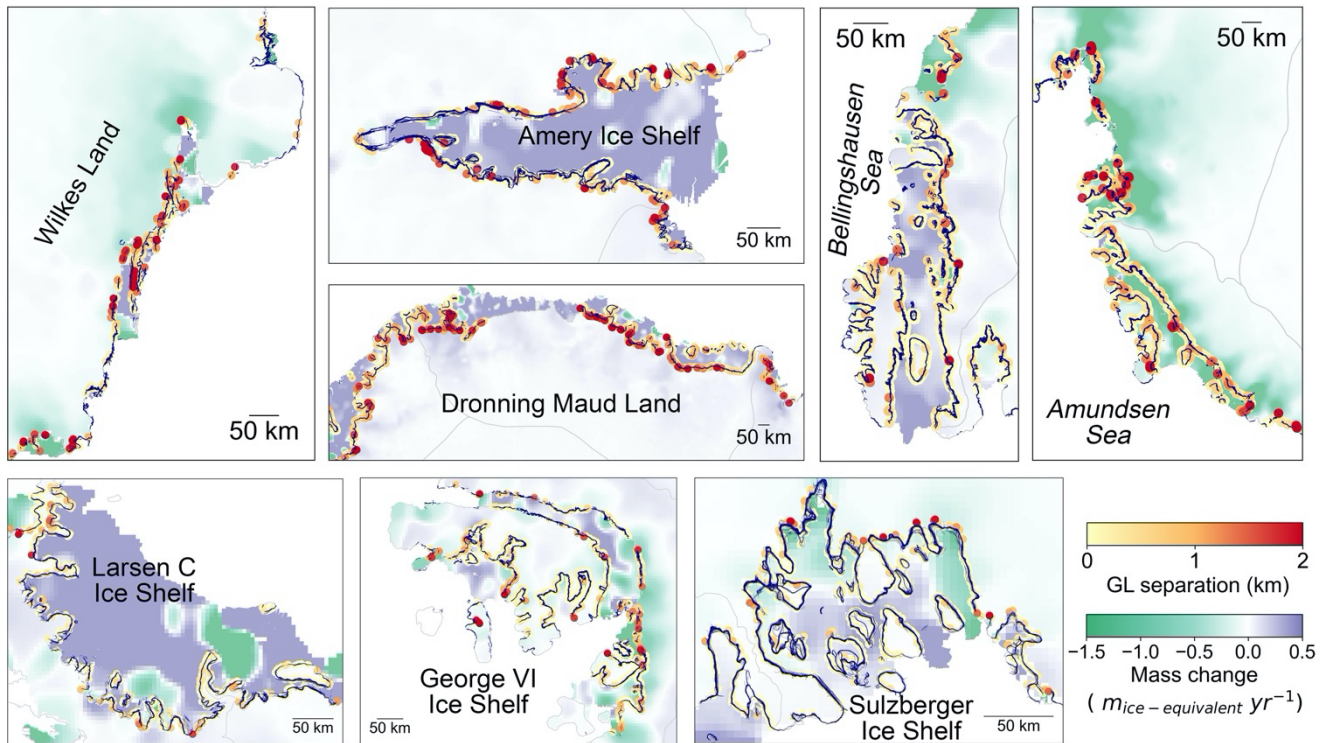 Wilkes Land
50 km
Amery Ice Shelf
50 km
Dronning Maud Land
50 km
50 km
Bellingshausen
Sea
50 km
Amundsen
Sea
Larsen C
Ice Shelf
50 km
George VI
Ice Shelf
50 km
Sulzberger
Ice Shelf
50 km
0 1 2
GL separation (km)
−1.5 −1.0 −0.5 0.0 0.5
Mass change
( m_{ice − equivalent} yr⁻¹)